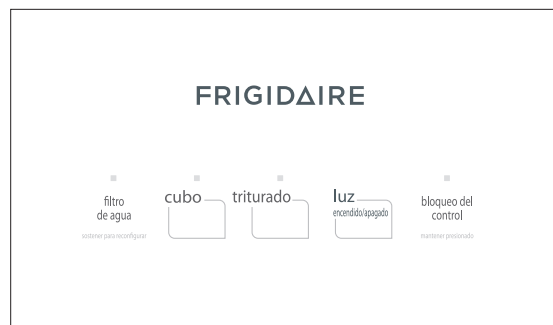 FRIGIDAIRE
filtro
de agua
sostener para reconfigurar
cubo
triturado
luz
encendido/apagado
bloqueo del
control
mantener presionado